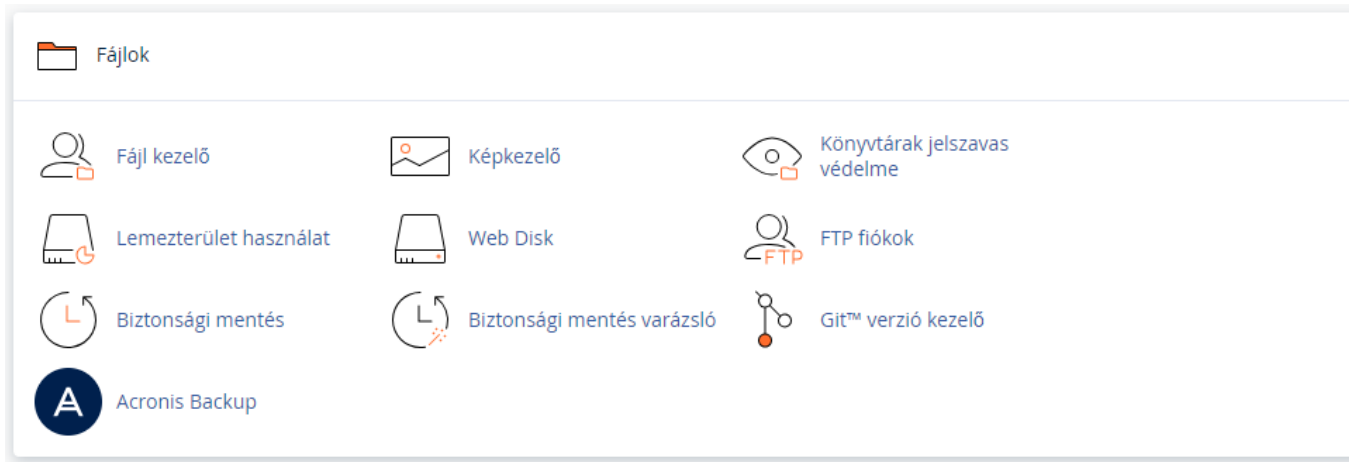 Fájlok
Fájl kezelő
Képkezelő
Könyvtárak jelszavas
védelme
Lemezterület használat
Web Disk
FTP
FTP fiókok
Biztonsági mentés
Biztonsági mentés varázsló
Git™ verzió kezelő
Acronis Backup